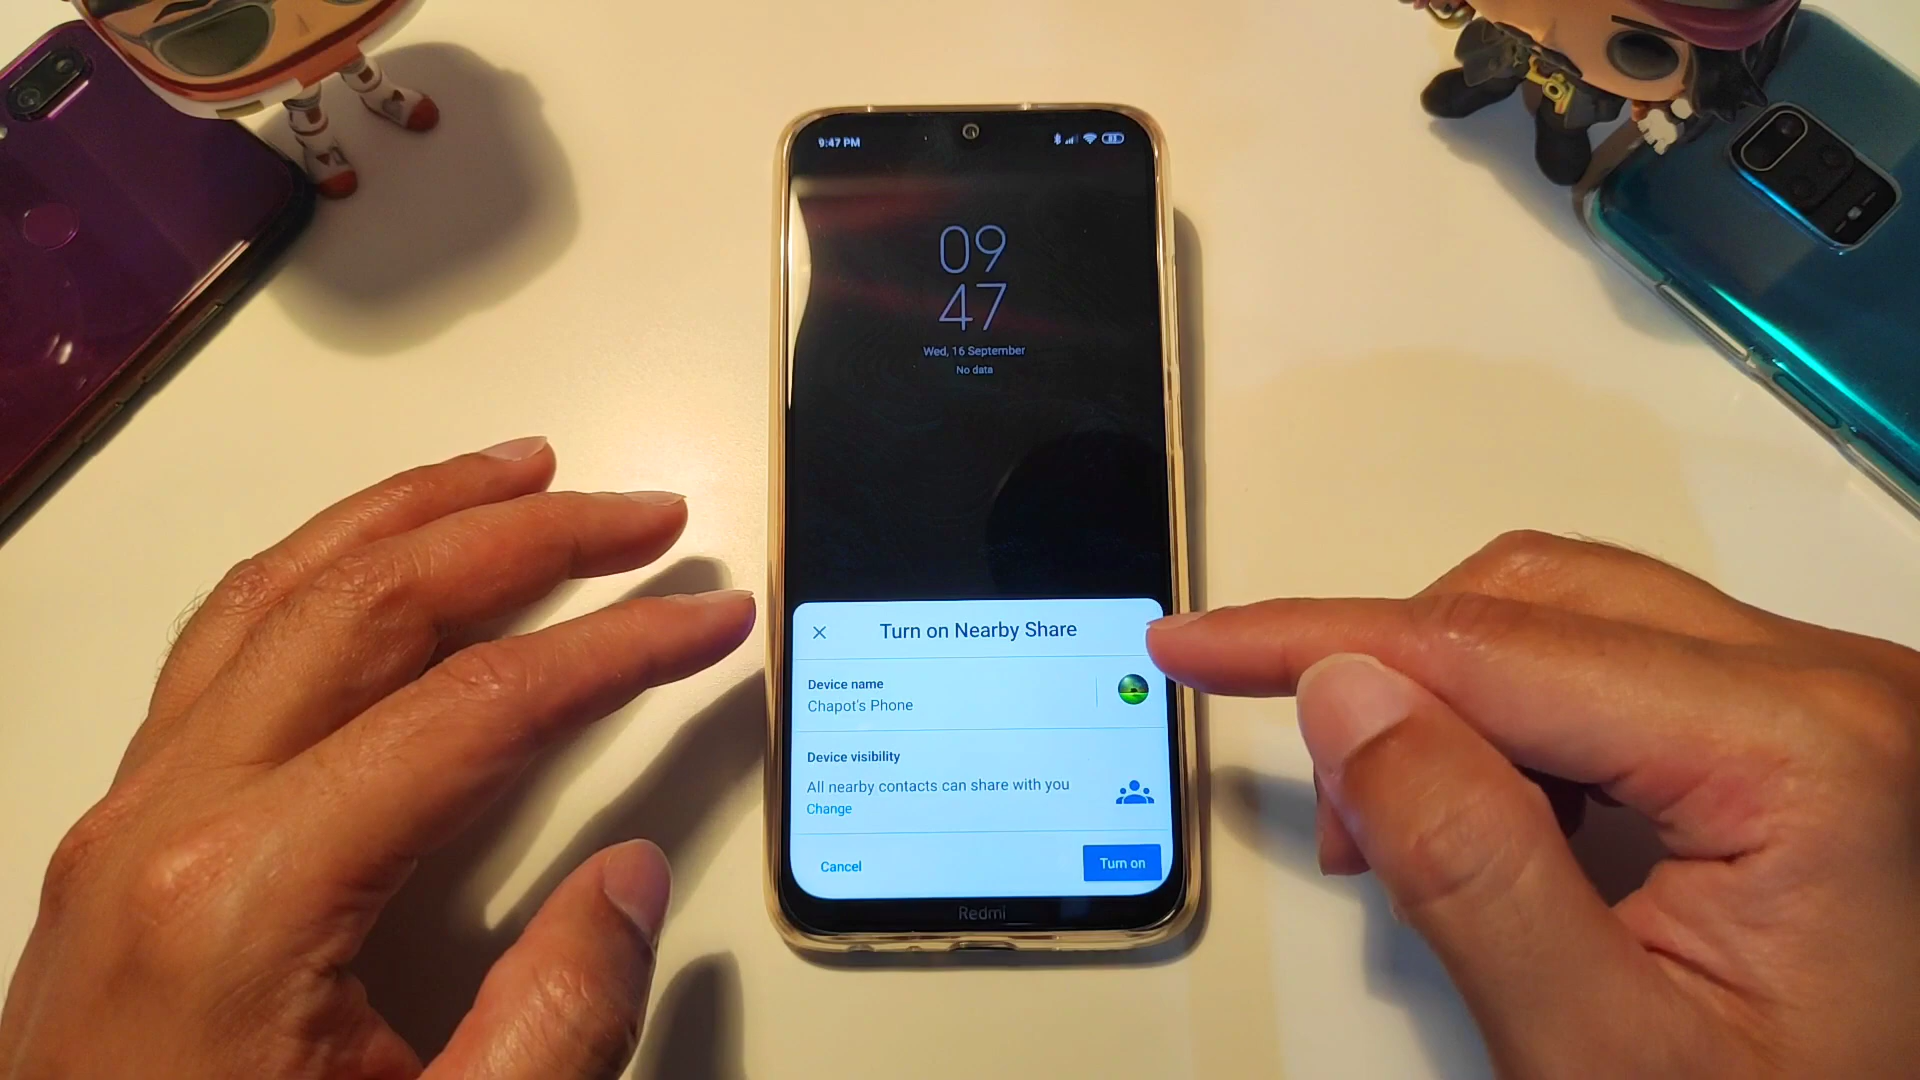 9:47 PM
83
09
47
Wed, 16 September
No data
Turn on Nearby Share
Device name
Chapot's Phone
Device visibility
All nearby contacts can share with you
Change
Cancel
Turn on
Redmi